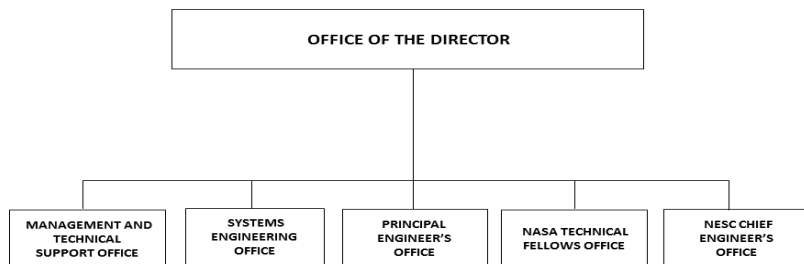 OFFICE OF THE DIRECTOR
MANAGEMENT AND
TECHNICAL
SUPPORT OFFICE
SYSTEMS
ENGINEERING
OFFICE
PRINCIPAL
ENGINEER’S
OFFICE
NASA TECHNICAL
FELLOWS OFFICE
NESC CHIEF
ENGINEER’S
OFFICE